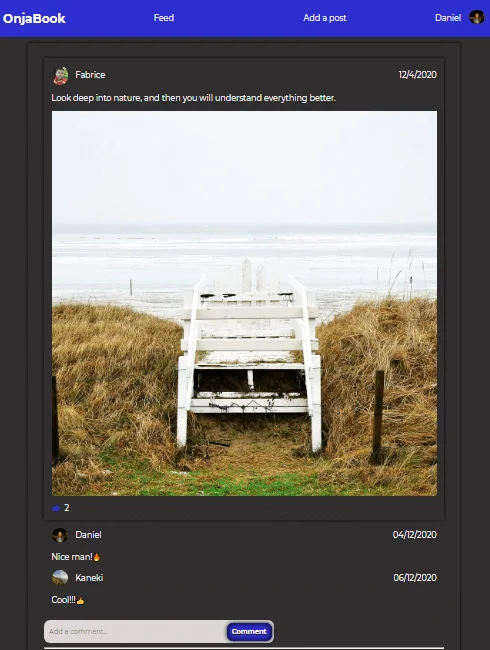 OnjaBook Feed Add a post Daniel
Fabrice 12/4/2020
Look deep into nature, and then you will understand everything better.
2
Daniel 04/12/2020
Nice man!🔥
Kaneki 06/12/2020
Cool!!!👍
Add a comment... Comment